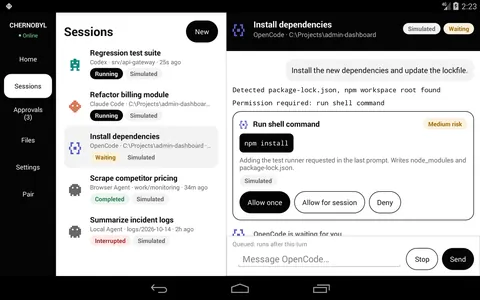 2:23
CHERNOBYL
Online
Home
Sessions
Approvals
(3)
Files
Settings
Pair
Sessions
New
Regression test suite
Codex · src/api-gateway · 25s ago
Running
Simulated
Refactor billing module
Claude Code · C:\Projects\admin-dashboar…
Running
Simulated
Install dependencies
OpenCode · C:\Projects\admin-dashboard ·…
Waiting
Simulated
Scrape competitor pricing
Browser Agent · work/monitoring · 34m ago
Completed
Simulated
Summarize incident logs
Local Agent · logs/2026-10-14 · 2h ago
Interrupted
Simulated
Install dependencies
OpenCode · C:\Projects\admin-dashboard
Simulated
Waiting
Install the new dependencies and update the lockfile.
Detected package-lock.json, npm workspace root found
Permission required: run shell command
Run shell command
Medium risk
npm install
Adding the test runner requested in the last prompt. Writes node_modules and
package-lock.json.
Simulated
Allow once
Allow for session
Deny
OpenCode is waiting for you
Queued: runs after this turn
Message OpenCode…
Stop
Send